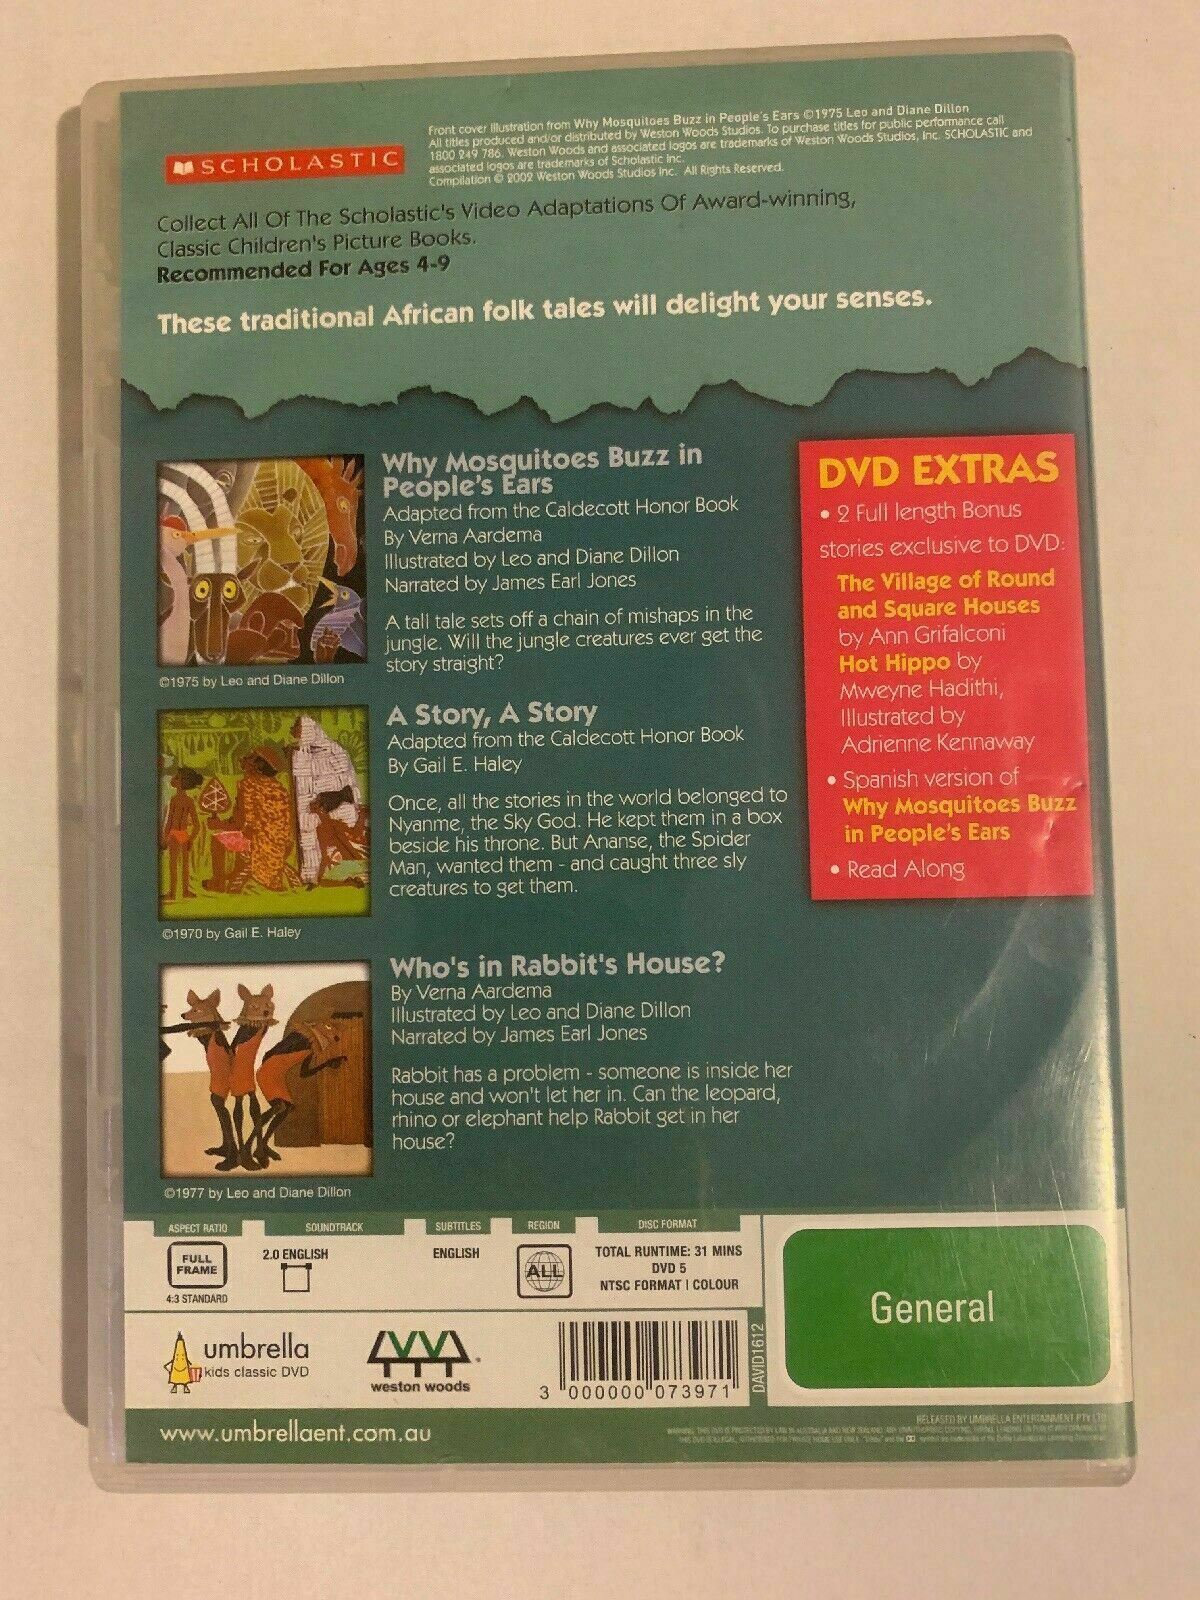 SCHOLASTIC
Front cover illustration from Why Mosquitoes Buzz in People's Ears ©1975 Leo and Diane Dillon
All titles produced and/or distributed by Weston Woods Studios. To purchase titles for public performance call
1800 249 786. Weston Woods and associated logos are trademarks of Weston Woods Studios, Inc. SCHOLASTIC and
associated logos are trademarks of Scholastic Inc.
Compilation © 2002 Weston Woods Studios Inc. All Rights Reserved.
Collect All Of The Scholastic's Video Adaptations Of Award-winning,
Classic Children's Picture Books.
Recommended For Ages 4-9
These traditional African folk tales will delight your senses.
Why Mosquitoes Buzz in
People's Ears
Adapted from the Caldecott Honor Book
By Verna Aardema
Illustrated by Leo and Diane Dillon
Narrated by James Earl Jones
A tall tale sets off a chain of mishaps in the
jungle. Will the jungle creatures ever get the
story straight?
©1975 by Leo and Diane Dillon
A Story, A Story
Adapted from the Caldecott Honor Book
By Gail E. Haley
Once, all the stories in the world belonged to
Nyanme, the Sky God. He kept them in a box
beside his throne. But Ananse, the Spider
Man, wanted them - and caught three sly
creatures to get them.
©1970 by Gail E. Haley
Who's in Rabbit's House?
By Verna Aardema
Illustrated by Leo and Diane Dillon
Narrated by James Earl Jones
Rabbit has a problem - someone is inside her
house and won't let her in. Can the leopard,
rhino or elephant help Rabbit get in her
house?
©1977 by Leo and Diane Dillon
DVD EXTRAS
• 2 Full length Bonus
stories exclusive to DVD:
The Village of Round
and Square Houses
by Ann Grifalconi
Hot Hippo by
Mweyne Hadithi,
Illustrated by
Adrienne Kennaway
• Spanish version of
Why Mosquitoes Buzz
in People's Ears
• Read Along
ASPECT RATIO
FULL
FRAME
4:3 STANDARD
SOUNDTRACK
2.0 ENGLISH
SUBTITLES
ENGLISH
REGION
ALL
DISC FORMAT
TOTAL RUNTIME: 31 MINS
DVD 5
NTSC FORMAT | COLOUR
General
umbrella
kids classic DVD
weston woods
3 000000 073971
DAVID1612
www.umbrellaent.com.au
RELEASED BY UMBRELLA ENTERTAINMENT PTY LTD